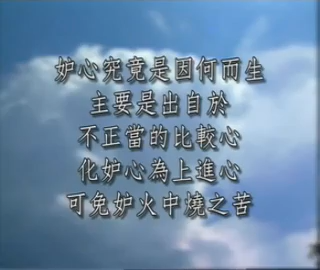 妒心究竟是因何而生
主要是出自於
不正當的比較心
化妒心為上進心
可免妒火中燒之苦